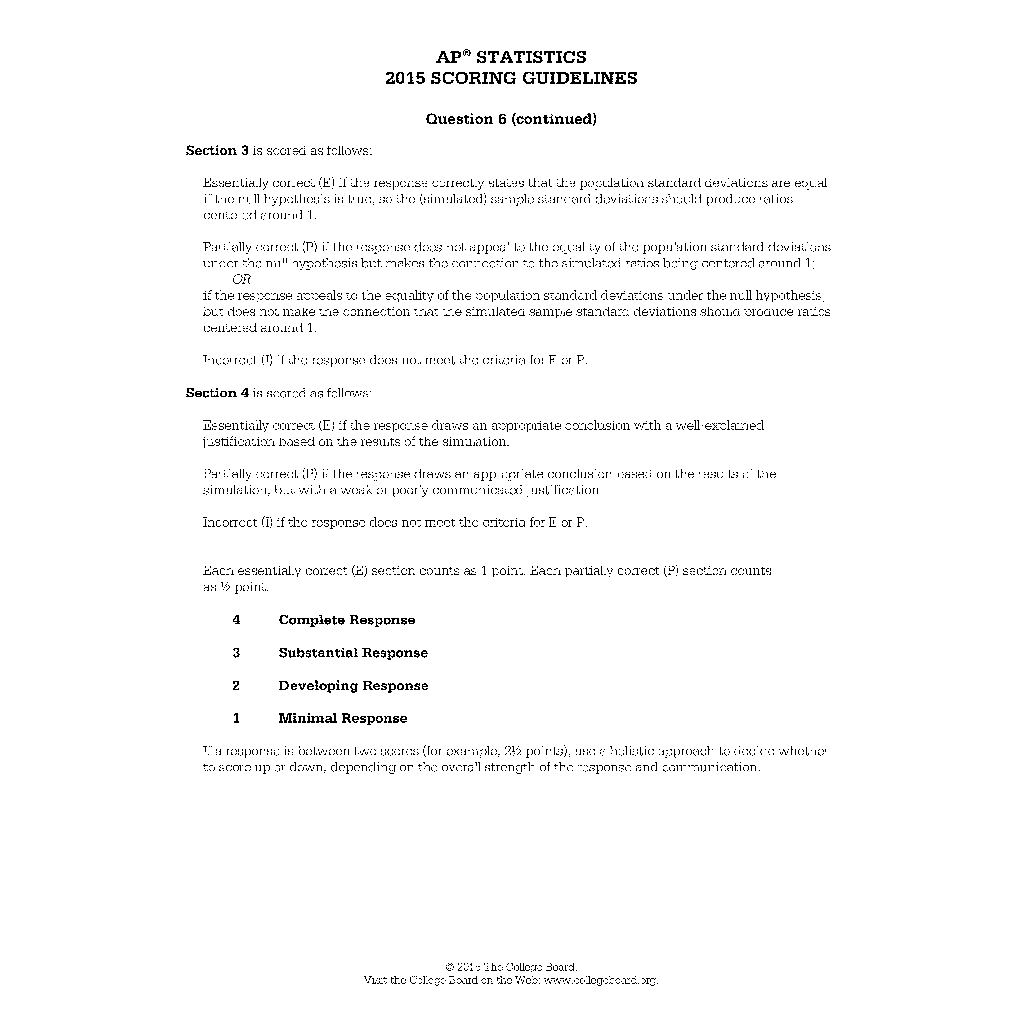 AP® STATISTICS
2015 SCORING GUIDELINES
Question 6 (continued)
Section 3 is scored as follows:
Essentially correct (E) if the response correctly states that the population standard deviations are equal
if the null hypothesis is true, so the (simulated) sample standard deviations should produce ratios
centered around 1.
Partially correct (P) if the response does not appeal to the equality of the population standard deviations
under the null hypothesis but makes the connection to the simulated ratios being centered around 1;
OR
if the response appeals to the equality of the population standard deviations under the null hypothesis,
but does not make the connection that the simulated sample standard deviations should produce ratios
centered around 1.
Incorrect (I) if the response does not meet the criteria for E or P.
Section 4 is scored as follows:
Essentially correct (E) if the response draws an appropriate conclusion with a well-explained
justification based on the results of the simulation.
Partially correct (P) if the response draws an appropriate conclusion based on the results of the
simulation, but with a weak or poorly communicated justification.
Incorrect (I) if the response does not meet the criteria for E or P.
Each essentially correct (E) section counts as 1 point. Each partially correct (P) section counts
as ½ point.
4 Complete Response
3 Substantial Response
2 Developing Response
1 Minimal Response
If a response is between two scores (for example, 2½ points), use a holistic approach to decide whether
to score up or down, depending on the overall strength of the response and communication.
© 2015 The College Board.
Visit the College Board on the Web: www.collegeboard.org.